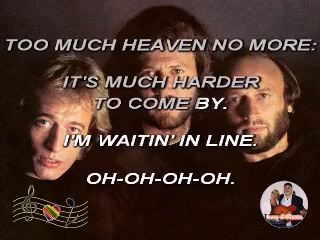 TOO MUCH HEAVEN NO MORE:
IT'S MUCH HARDER
TO COME BY.
I'M WAITIN' IN LINE.
OH-OH-OH-OH.